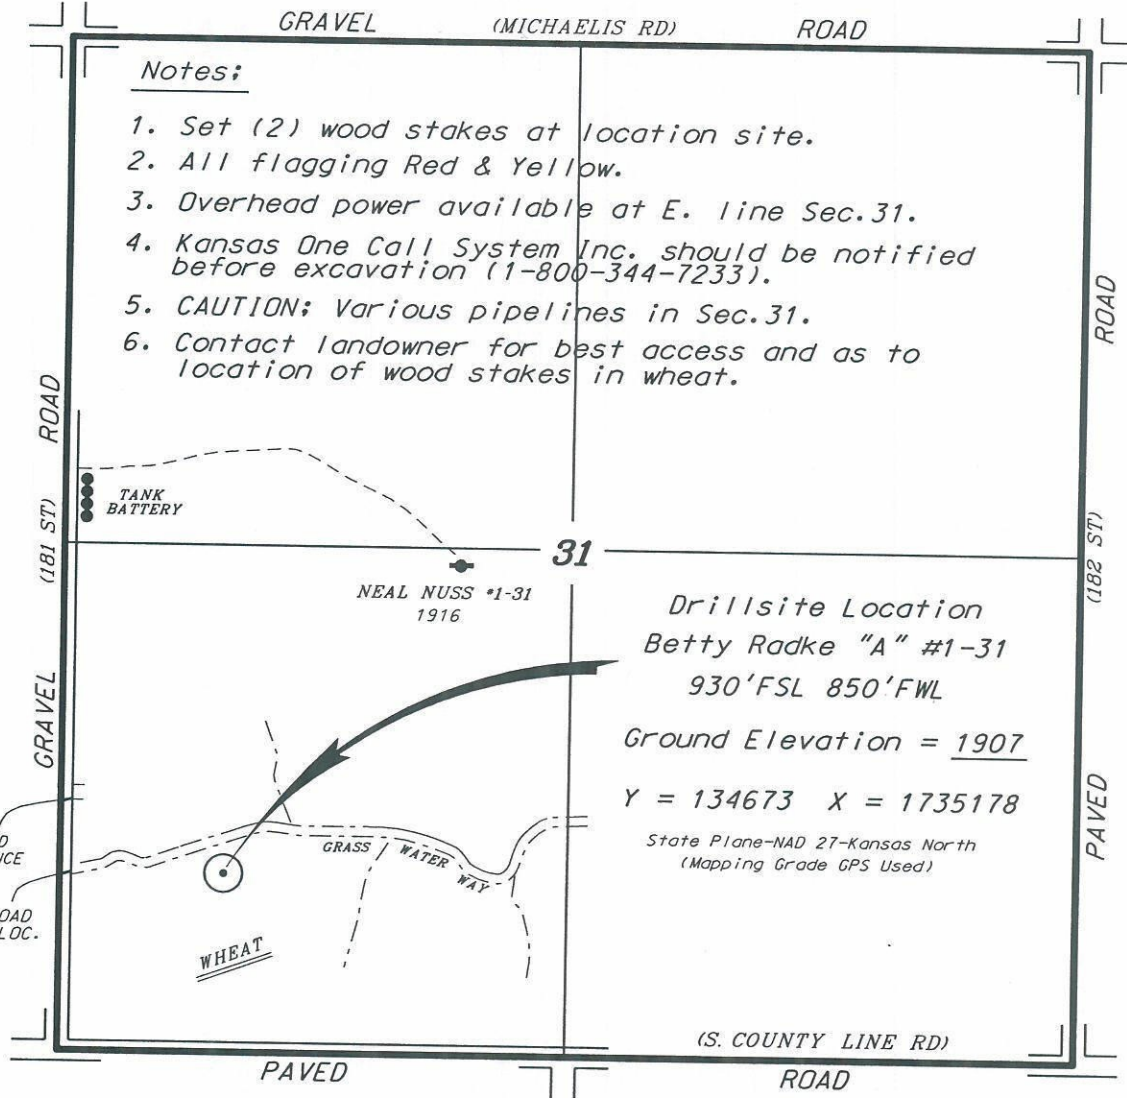 GRAVEL (MICHAELIS RD) ROAD
Notes:
1. Set (2) wood stakes at location site.
2. All flagging Red & Yellow.
3. Overhead power available at E. line Sec.31.
4. Kansas One Call System Inc. should be notified
before excavation (1-800-344-7233).
5. CAUTION: Various pipelines in Sec.31.
6. Contact landowner for best access and as to
location of wood stakes in wheat.
GRAVEL (181 ST) ROAD
PAVED (182 ST) ROAD
TANK
BATTERY
31
NEAL NUSS #1-31
1916
Drillsite Location
Betty Radke "A" #1-31
930'FSL 850'FWL
Ground Elevation = 1907
Y = 134673 X = 1735178
State Plane-NAD 27-Kansas North
(Mapping Grade GPS Used)
GRASS WATER WAY
LOC.
WHEAT
(S. COUNTY LINE RD)
PAVED ROAD